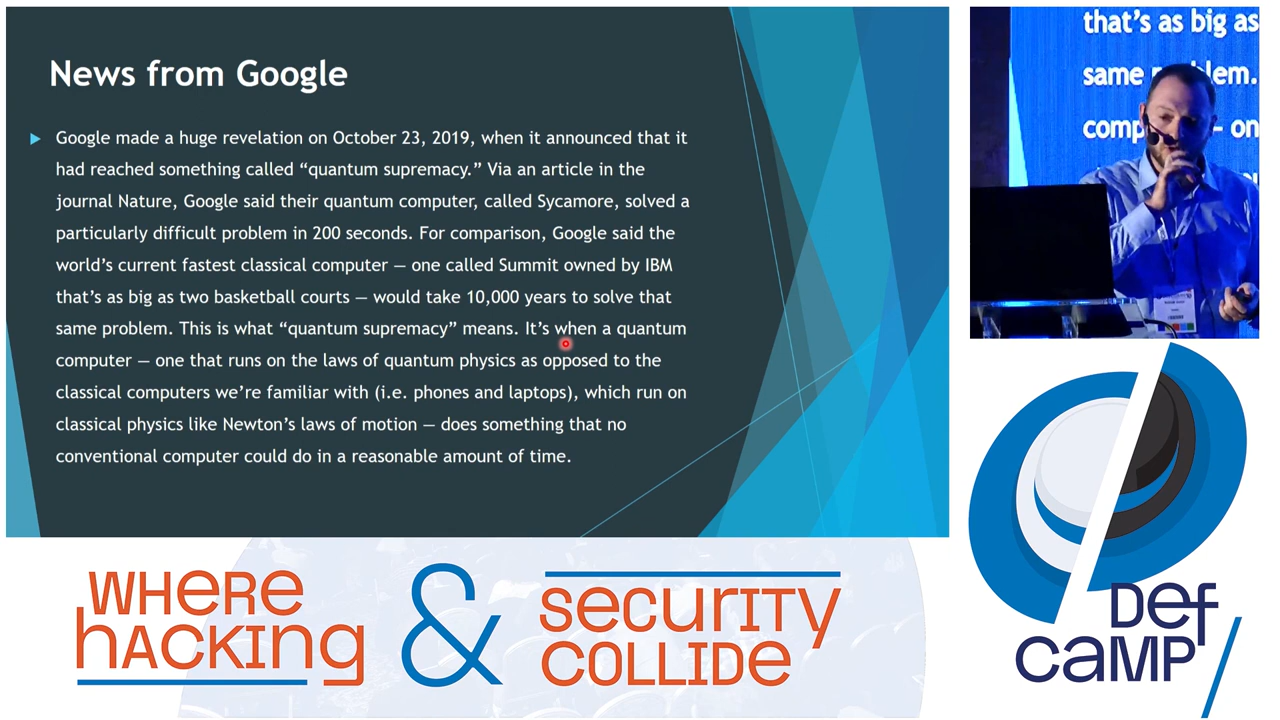 News from Google
Google made a huge revelation on October 23, 2019, when it announced that it
had reached something called “quantum supremacy.” Via an article in the
journal Nature, Google said their quantum computer, called Sycamore, solved a
particularly difficult problem in 200 seconds. For comparison, Google said the
world’s current fastest classical computer — one called Summit owned by IBM
that’s as big as two basketball courts — would take 10,000 years to solve that
same problem. This is what “quantum supremacy” means. It’s when a quantum
computer — one that runs on the laws of quantum physics as opposed to the
classical computers we’re familiar with (i.e. phones and laptops), which run on
classical physics like Newton’s laws of motion — does something that no
conventional computer could do in a reasonable amount of time.
that’s as big as
same problem.
comp – on
WHERE
HACKING
&
SECURITY
COLLIDE
DEF
CAMP